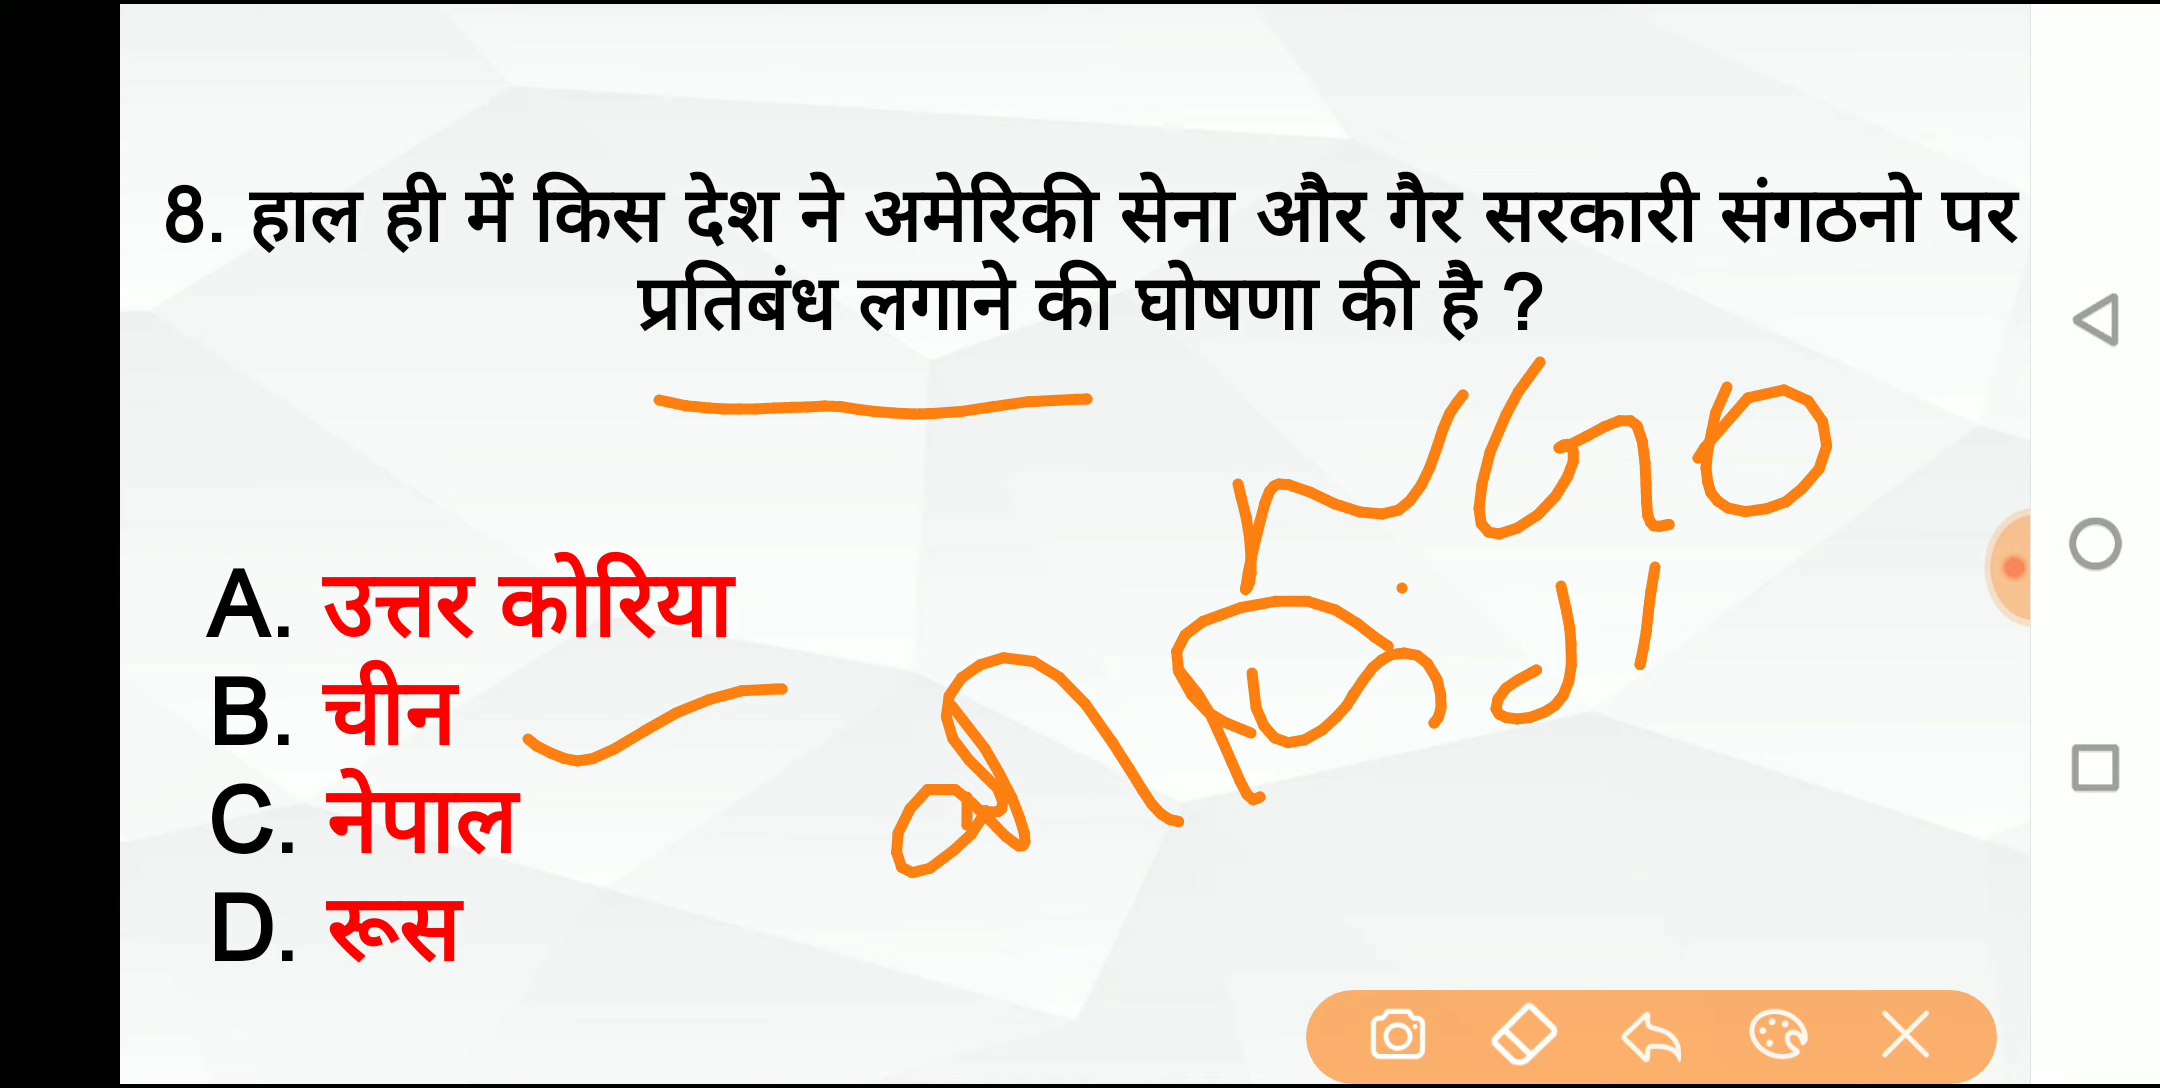 8. हाल ही में किस देश ने अमेरिकी सेना और गैर सरकारी संगठनो पर
प्रतिबंध लगाने की घोषणा की है ?
NGO
A. उत्तर कोरिया
B. चीन
C. नेपाल
D. रूस